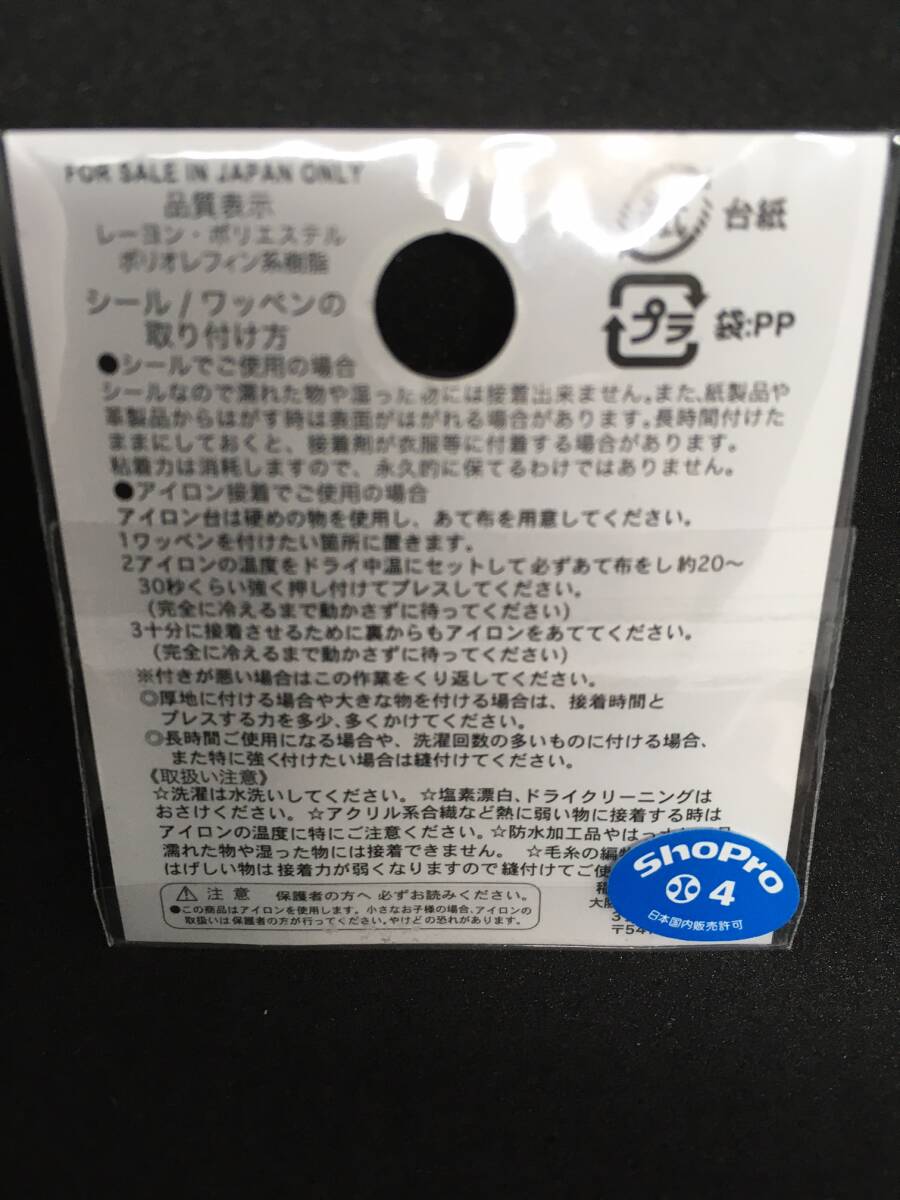 FOR SALE IN JAPAN ONLY
品質表示
レーヨン・ポリエステル
ポリオレフィン系樹脂
台紙
プラ
袋:PP
シール/ワッペンの
取り付け方
●シールでご使用の場合
シールなので濡れた物や湿った物には接着出来ません。また、紙製品や
革製品からはがす時は表面がはがれる場合があります。長時間付けた
ままにしておくと、接着剤が衣服等に付着する場合があります。
粘着力は消耗しますので、永久的に保てるわけではありません。
●アイロン接着でご使用の場合
アイロン台は硬めの物を使用し、あて布を用意してください。
1ワッペンを付けたい箇所に置きます。
2アイロンの温度をドライ中温にセットして必ずあて布をし約20〜
30秒くらい強く押し付けてプレスしてください。
(完全に冷えるまで動かさずに待ってください)
3十分に接着させるために裏からもアイロンをあててください。
(完全に冷えるまで動かさずに待ってください)
※付きが悪い場合はこの作業をくり返してください。
◎厚地に付ける場合や大きな物を付ける場合は、接着時間と
プレスする力を多少、多くかけてください。
◎長時間ご使用になる場合や、洗濯回数の多いものに付ける場合、
また特に強く付けたい場合は縫付けてください。
《取扱い注意》
☆洗濯は水洗いしてください。☆塩素漂白、ドライクリーニングは
おさけください。☆アクリル系合繊など熱に弱い物に接着する時は
アイロンの温度に特にご注意ください。☆防水加工品やはっ
濡れた物や湿った物には接着できません。 ☆毛糸の編
はげしい物は接着力が弱くなりますので縫付けてご使
⚠ 注意 保護者の方へ 必ずお読みください。
●この商品はアイロンを使用します。小さなお子様の場合、アイロンの
取扱いは保護者の方が行ってください。やけどの恐れがあります。
大阪
〒541
ShoPro
4
日本国内販売許可